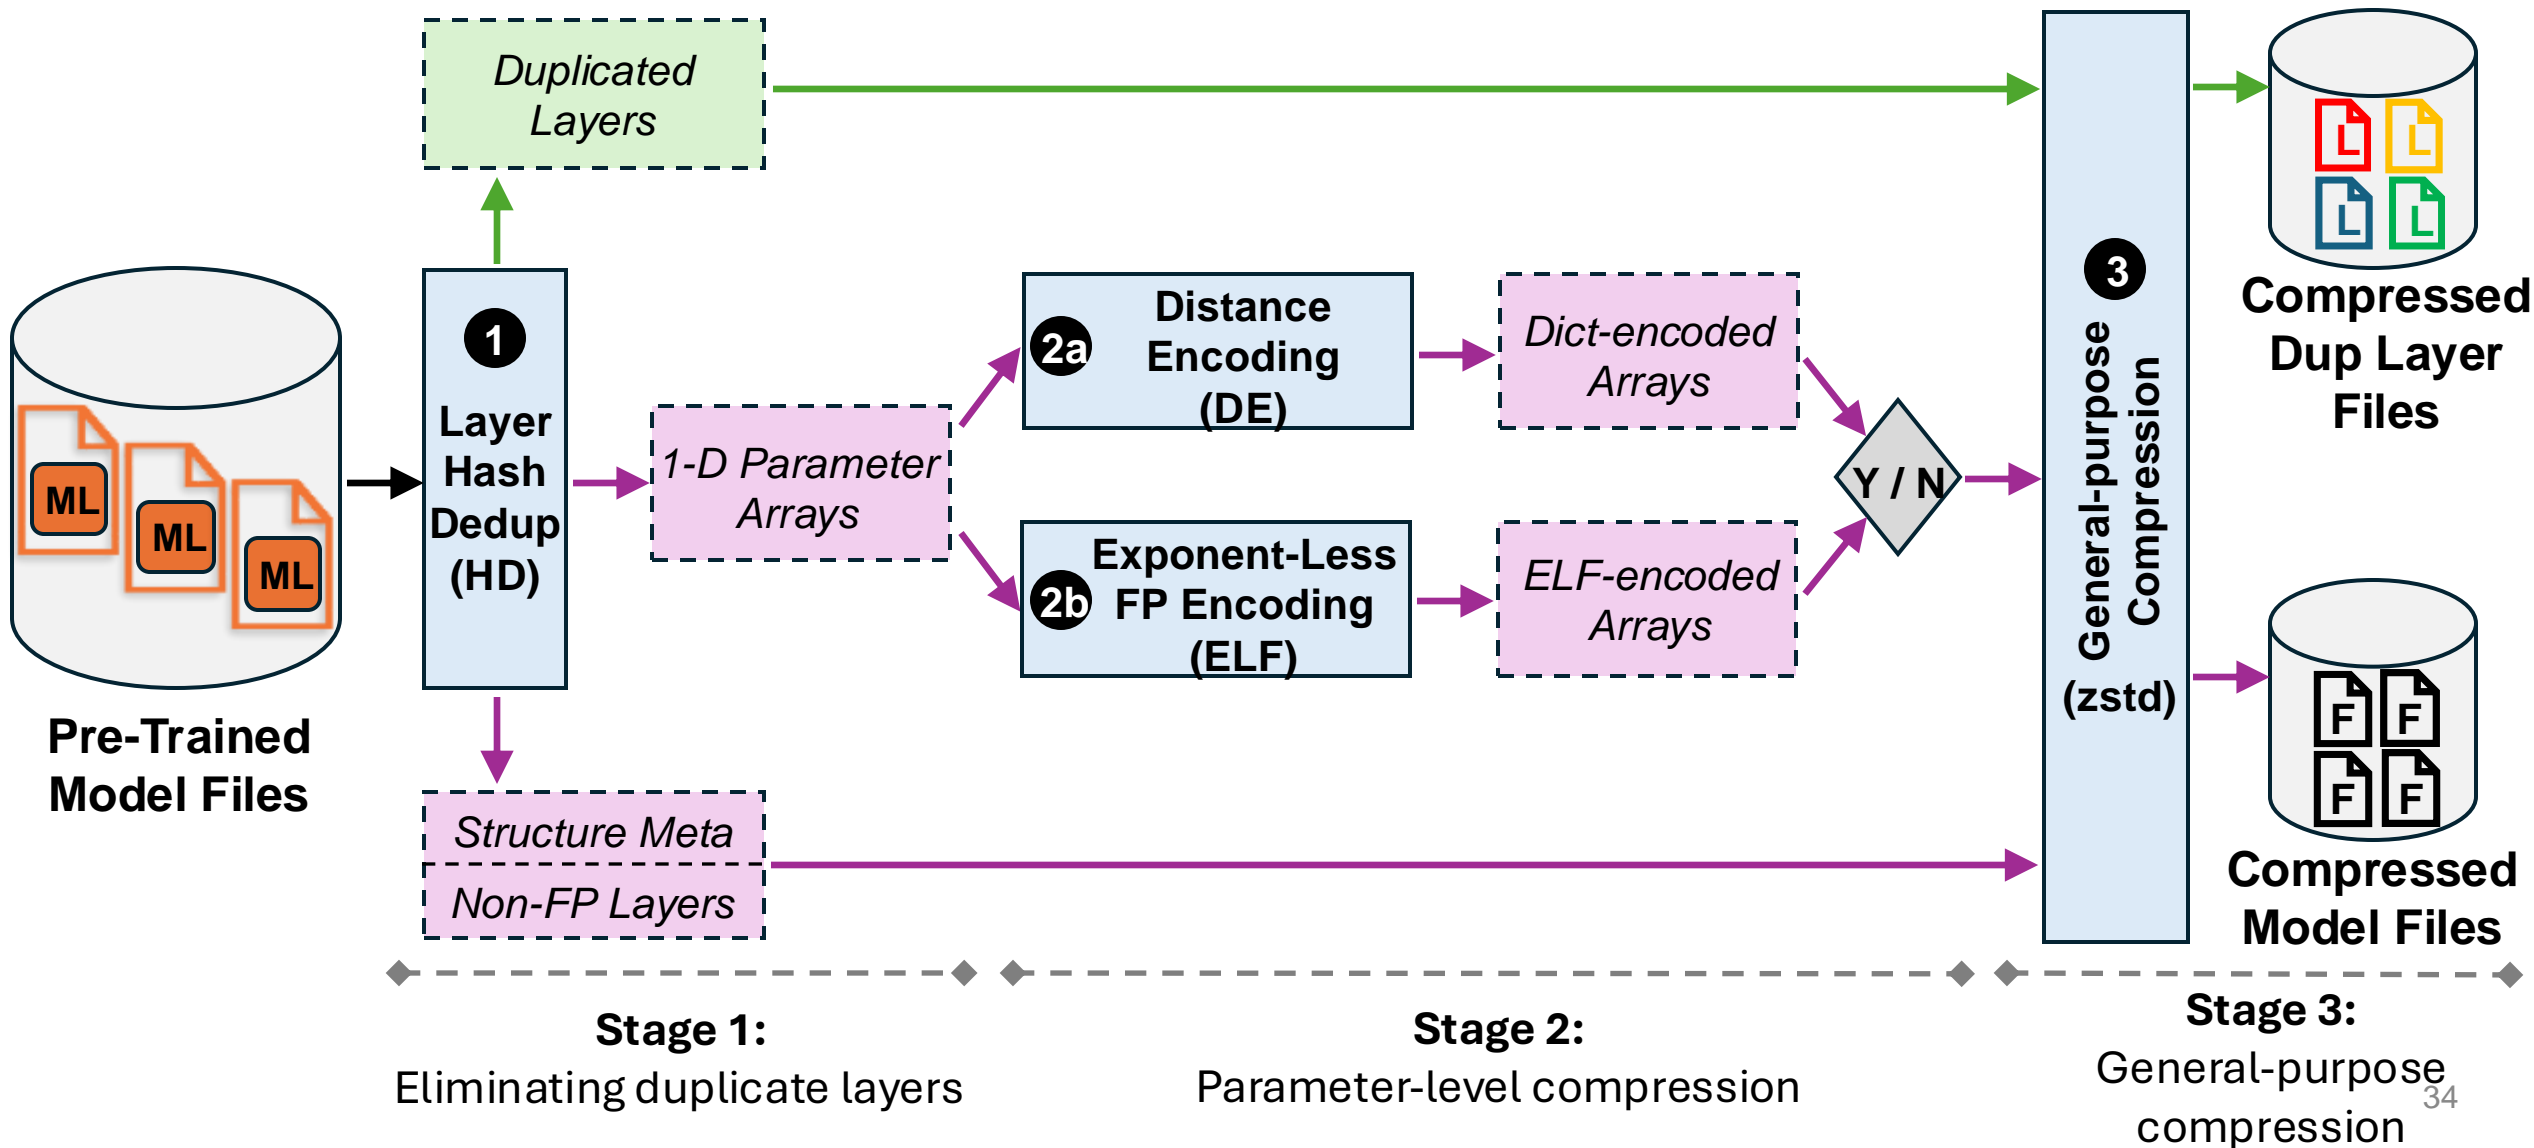 Duplicated
Layers
1
Layer
Hash
Dedup
(HD)
ML
ML
ML
Pre-Trained
Model Files
1-D Parameter
Arrays
Structure Meta
Non-FP Layers
2a
Distance
Encoding
(DE)
Dict-encoded
Arrays
2b
Exponent-Less
FP Encoding
(ELF)
ELF-encoded
Arrays
Y / N
3
General-purpose
Compression
(zstd)
L
L
L
L
Compressed
Dup Layer
Files
F
F
F
F
Compressed
Model Files
Stage 1:
Eliminating duplicate layers
Stage 2:
Parameter-level compression
Stage 3:
General-purpose
compression
34